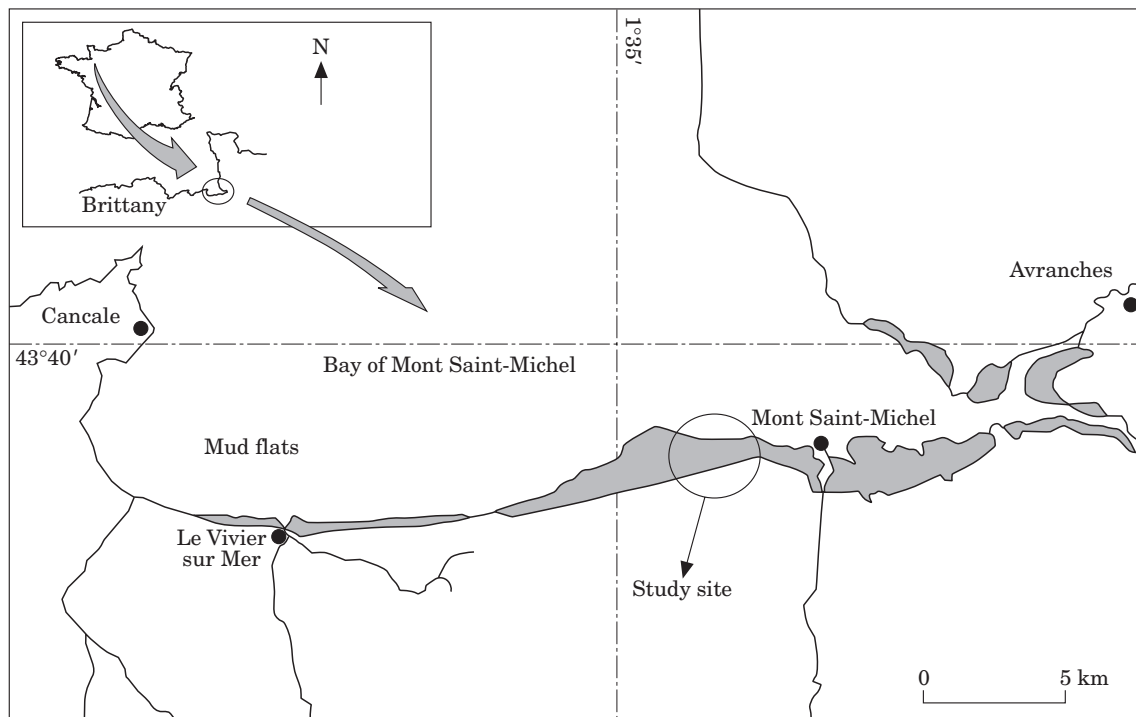 N
1°35′
Brittany
Avranches
Cancale
43°40′
Bay of Mont Saint-Michel
Mont Saint-Michel
Mud flats
Le Vivier
sur Mer
Study site
0 5 km